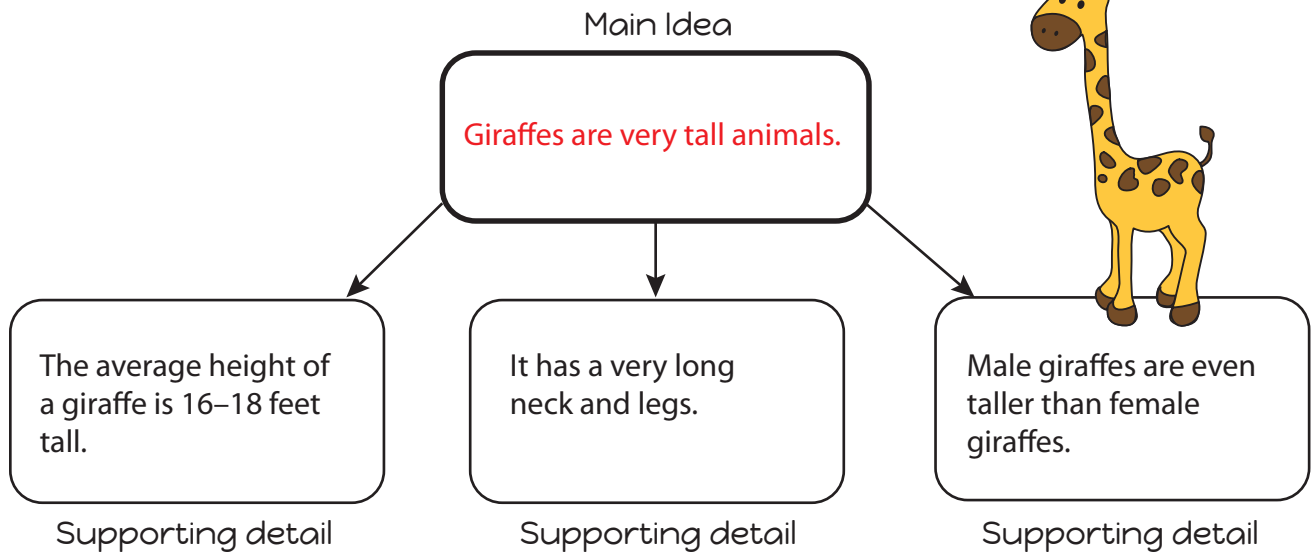 Main Idea
Giraffes are very tall animals.
The average height of
a giraffe is 16–18 feet
tall.
Supporting detail
It has a very long
neck and legs.
Supporting detail
Male giraffes are even
taller than female
giraffes.
Supporting detail